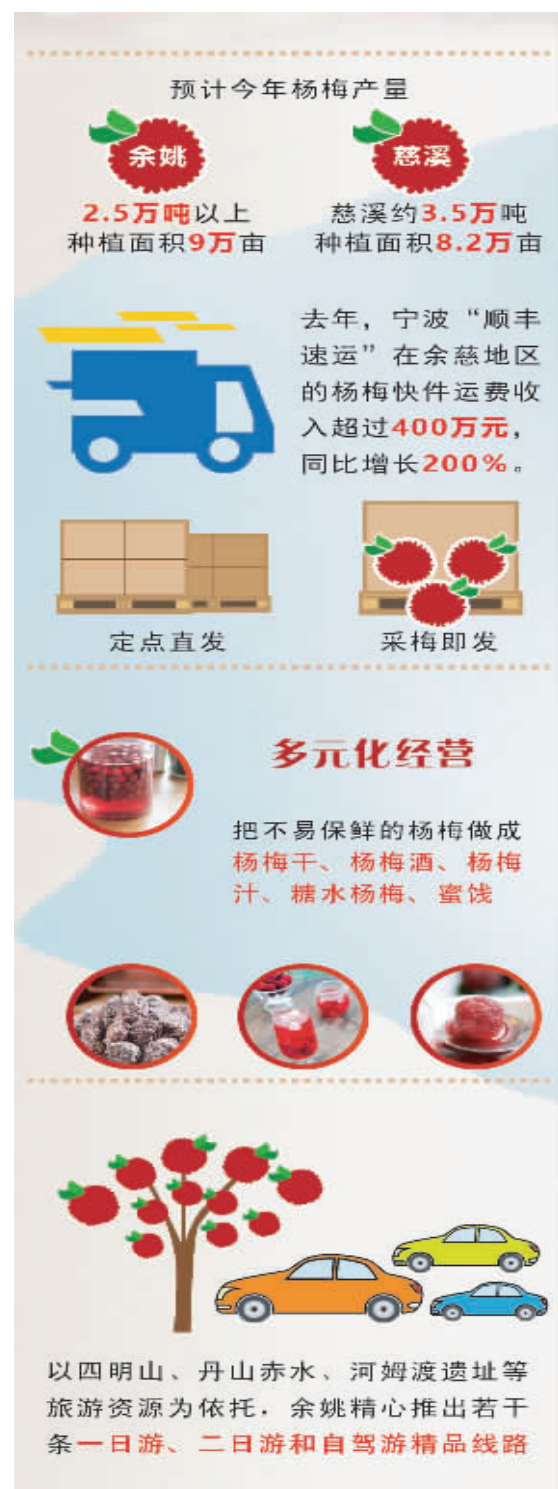 预计今年杨梅产量
余姚
慈溪
2.5万吨以上
种植面积9万亩
慈溪约3.5万吨
种植面积8.2万亩
去年，宁波“顺丰
速运”在余慈地区
的杨梅快件运费收
入超过400万元，
同比增长200%。
定点直发
采梅即发
多元化经营
把不易保鲜的杨梅做成
杨梅干、杨梅酒、杨梅
汁、糖水杨梅、蜜饯
以四明山、丹山赤水、河姆渡遗址等
旅游资源为依托．余姚精心推出若干
条一日游、二日游和自驾游精品线路